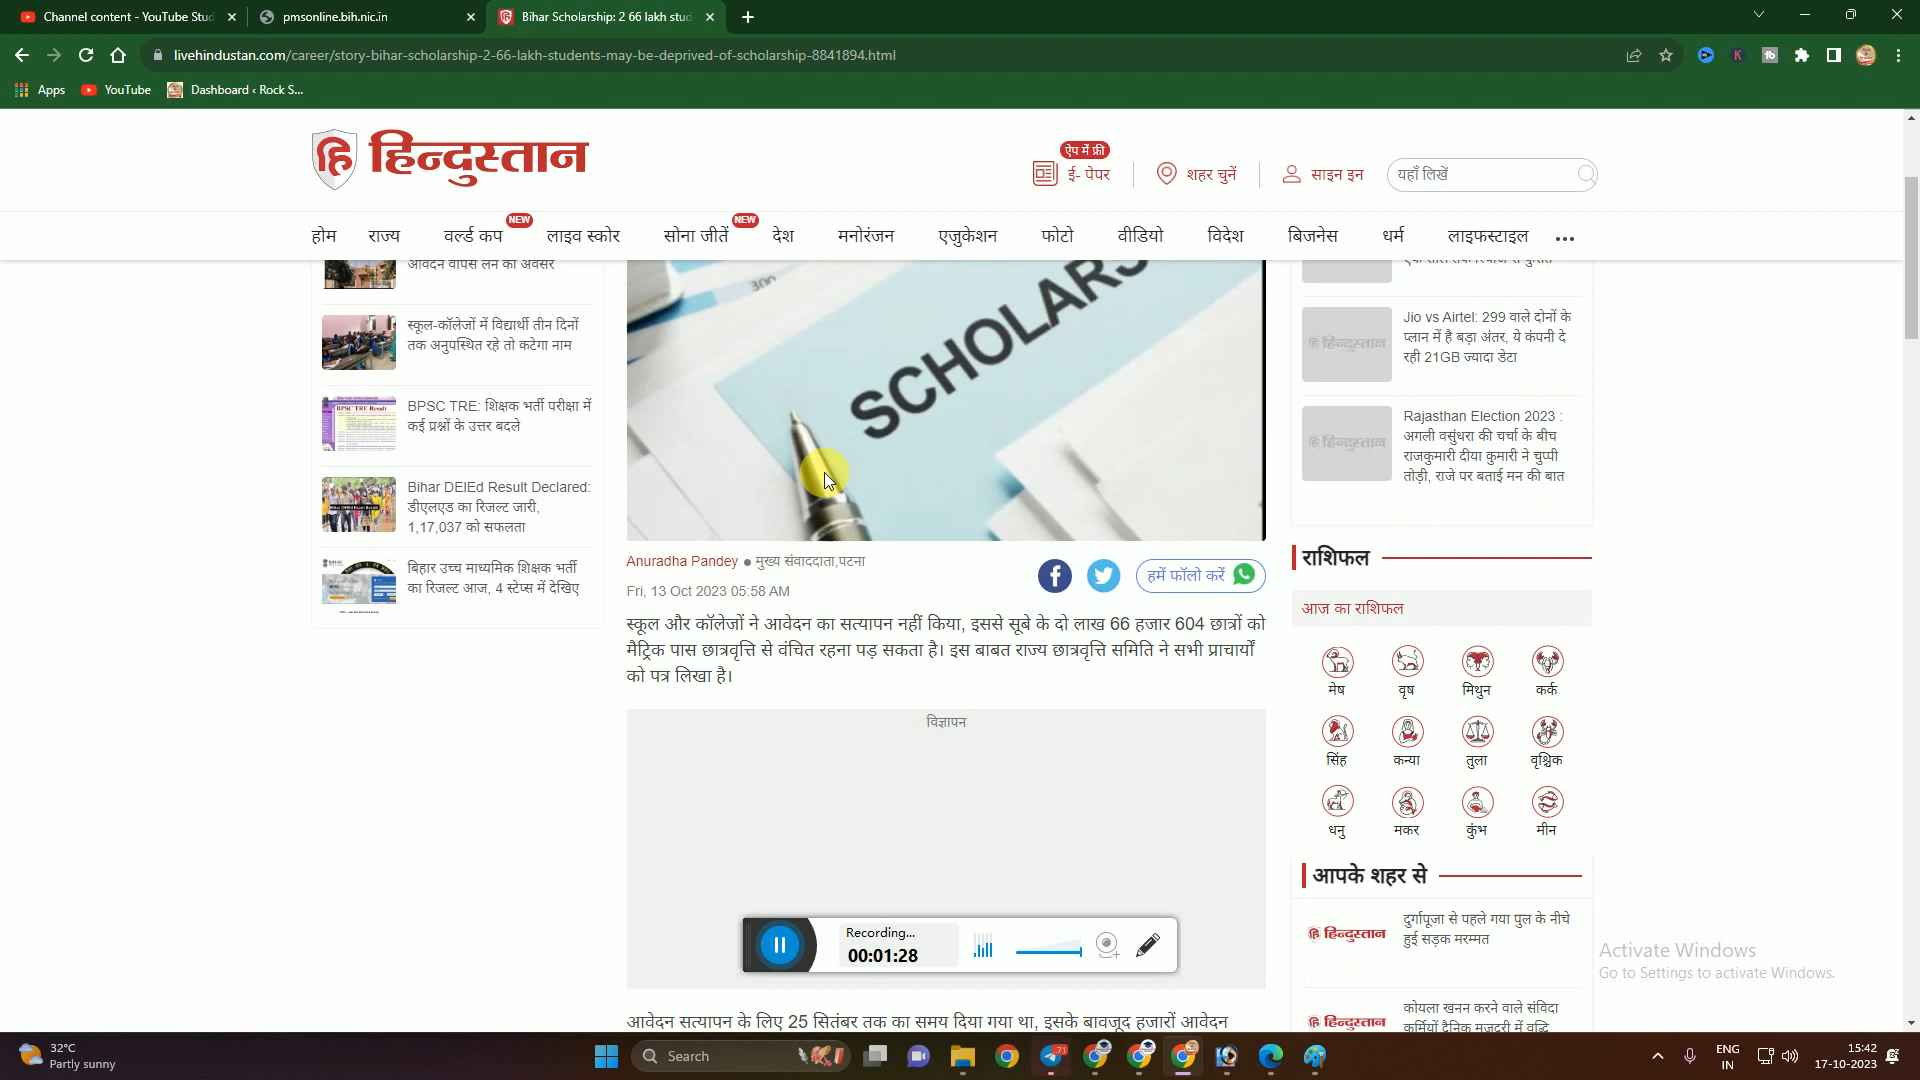 Channel content - YouTube Stud
pmsonline.bih.nic.in
Bihar Scholarship: 2 66 lakh stud
livehindustan.com/career/story-bihar-scholarship-2-66-lakh-students-may-be-deprived-of-scholarship-8841894.html
Apps
YouTube
Dashboard ‹ Rock S...
हि हिन्दुस्तान
ऐप में फ्री
ई- पेपर
शहर चुनें
साइन इन
यहाँ लिखें
होम
राज्य
वर्ल्ड कप
NEW
लाइव स्कोर
सोना जीतें
NEW
देश
मनोरंजन
एजुकेशन
फोटो
वीडियो
विदेश
बिजनेस
धर्म
लाइफस्टाइल
आवेदन वापस लेने का अवसर
स्कूल-कॉलेजों में विद्यार्थी तीन दिनों
तक अनुपस्थित रहे तो कटेगा नाम
BPSC TRE Result
BPSC TRE: शिक्षक भर्ती परीक्षा में
कई प्रश्नों के उत्तर बदले
Bihar DElEd Result Declared:
डीएलएड का रिजल्ट जारी,
1,17,037 को सफलता
बिहार उच्च माध्यमिक शिक्षक भर्ती
का रिजल्ट आज, 4 स्टेप्स में देखिए
300
SCHOLARS
Anuradha Pandey ● मुख्य संवाददाता,पटना
Fri, 13 Oct 2023 05:58 AM
हमें फॉलो करें
स्कूल और कॉलेजों ने आवेदन का सत्यापन नहीं किया, इससे सूबे के दो लाख 66 हजार 604 छात्रों को
मैट्रिक पास छात्रवृत्ति से वंचित रहना पड़ सकता है। इस बाबत राज्य छात्रवृत्ति समिति ने सभी प्राचार्यों
को पत्र लिखा है।
विज्ञापन
Recording...
00:01:28
आवेदन सत्यापन के लिए 25 सितंबर तक का समय दिया गया था, इसके बावजूद हजारों आवेदन
हि हिन्दुस्तान
Jio vs Airtel: 299 वाले दोनों के
प्लान में है बड़ा अंतर, ये कंपनी दे
रही 21GB ज्यादा डेटा
हि हिन्दुस्तान
Rajasthan Election 2023 :
अगली वसुंधरा की चर्चा के बीच
राजकुमारी दीया कुमारी ने चुप्पी
तोड़ी, राजे पर बताई मन की बात
राशिफल
आज का राशिफल
मेष
वृष
मिथुन
कर्क
सिंह
कन्या
तुला
वृश्चिक
धनु
मकर
कुंभ
मीन
आपके शहर से
हि हिन्दुस्तान
दुर्गापूजा से पहले गया पुल के नीचे
हुई सड़क मरम्मत
हि हिन्दुस्तान
कोयला खनन करने वाले संविदा
कर्मियों दैनिक मजदूरी में वृद्धि
Activate Windows
Go to Settings to activate Windows.
32°C
Partly sunny
Search
71
ENG
IN
15:42
17-10-2023